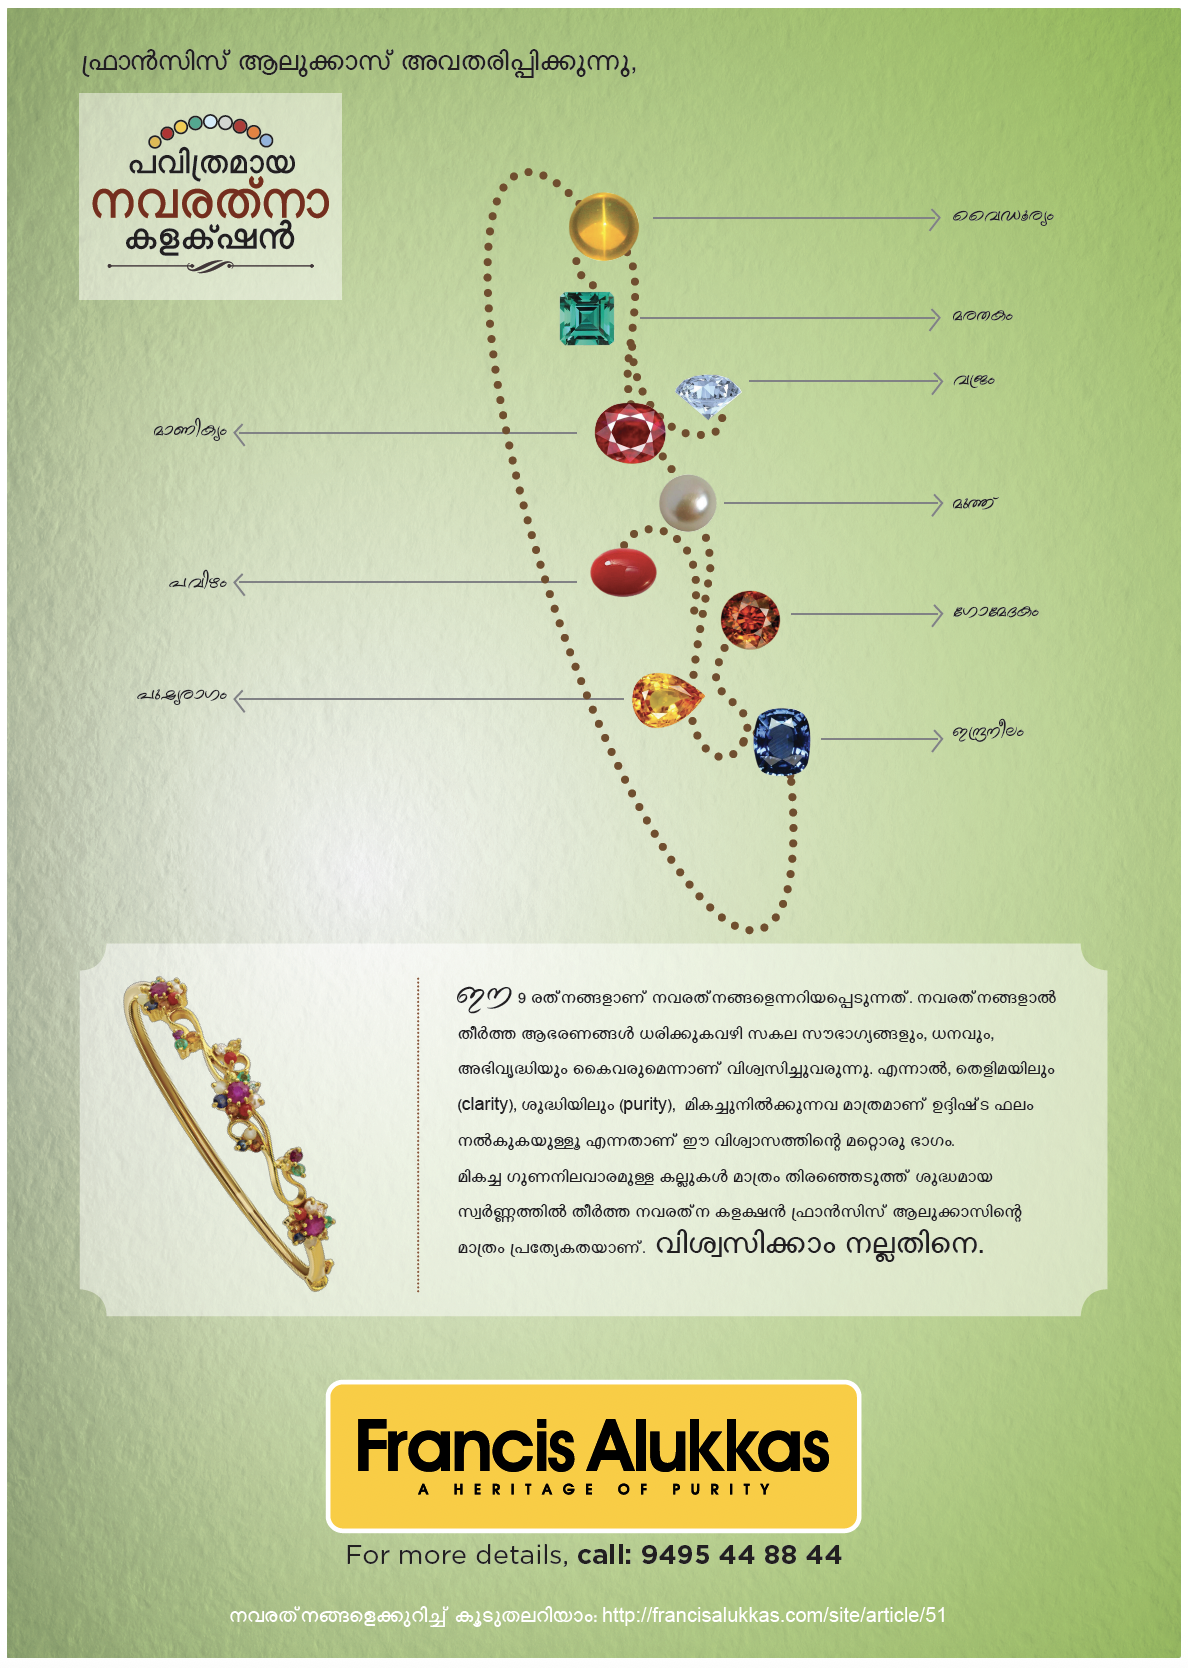 ഫ്രാൻസിസ് ആലുക്കാസ് അവതരിപ്പിക്കുന്നു,
പവിത്രമായ
നവരത്‌നാ
കളക്‌ഷൻ
വൈഡൂര്യം
മരതകം
വജ്രം
മാണിക്യം
മുത്ത്
പവിഴം
ഗോമേദകം
പുഷ്യരാഗം
ഇന്ദ്രനീലം
ഈ 9 രത്‌നങ്ങളാണ് നവരത്‌നങ്ങളെന്നറിയപ്പെടുന്നത്. നവരത്‌നങ്ങളാൽ
തീർത്ത ആഭരണങ്ങൾ ധരിക്കുകവഴി സകല സൗഭാഗ്യങ്ങളും, ധനവും,
അഭിവൃദ്ധിയും കൈവരുമെന്നാണ് വിശ്വസിച്ചുവരുന്നു. എന്നാൽ, തെളിമയിലും
(clarity), ശുദ്ധിയിലും (purity), മികച്ചുനിൽക്കുന്നവ മാത്രമാണ് ഉദ്ദിഷ്ട ഫലം
നൽകുകയുള്ളൂ എന്നതാണ് ഈ വിശ്വാസത്തിന്റെ മറ്റൊരു ഭാഗം.
മികച്ച ഗുണനിലവാരമുള്ള കല്ലുകൾ മാത്രം തിരഞ്ഞെടുത്ത് ശുദ്ധമായ
സ്വർണ്ണത്തിൽ തീർത്ത നവരത്‌ന കളക്ഷൻ ഫ്രാൻസിസ് ആലുക്കാസിന്റെ
മാത്രം പ്രത്യേകതയാണ്. വിശ്വസിക്കാം നല്ലതിനെ.
Francis Alukkas
A HERITAGE OF PURITY
For more details, call: 9495 44 88 44
നവരത്‌നങ്ങളെക്കുറിച്ച് കൂടുതലറിയാം: http://francisalukkas.com/site/article/51